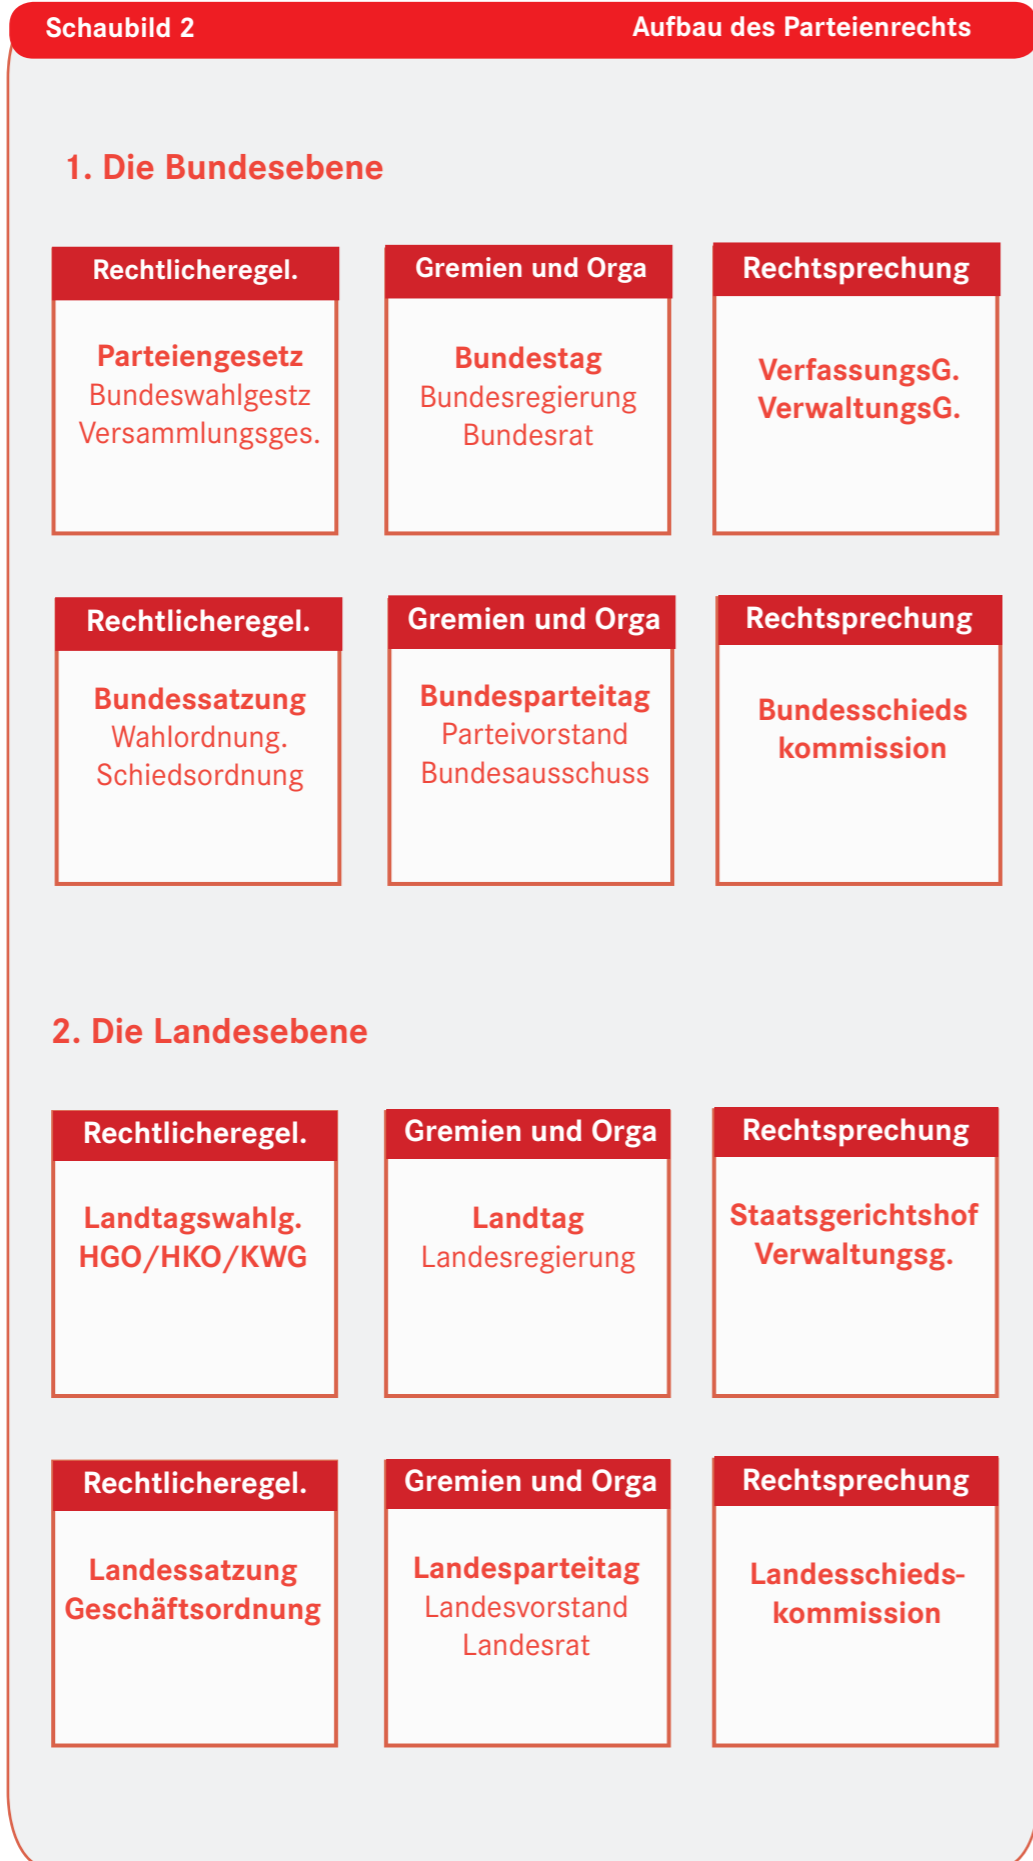 Schaubild 2
Aufbau des Parteienrechts
1. Die Bundesebene
Rechtlicheregel.
Parteiengesetz
Bundeswahlgestz
Versammlungsges.
Gremien und Orga
Bundestag
Bundesregierung
Bundesrat
Rechtsprechung
VerfassungsG.
VerwaltungsG.
Rechtlicheregel.
Bundessatzung
Wahlordnung.
Schiedsordnung
Gremien und Orga
Bundesparteitag
Parteivorstand
Bundesausschuss
Rechtsprechung
Bundesschieds
kommission
2. Die Landesebene
Rechtlicheregel.
Landtagswahlg.
HGO/HKO/KWG
Gremien und Orga
Landtag
Landesregierung
Rechtsprechung
Staatsgerichtshof
Verwaltungsg.
Rechtlicheregel.
Landessatzung
Geschäftsordnung
Gremien und Orga
Landesparteitag
Landesvorstand
Landesrat
Rechtsprechung
Landesschieds-
kommission